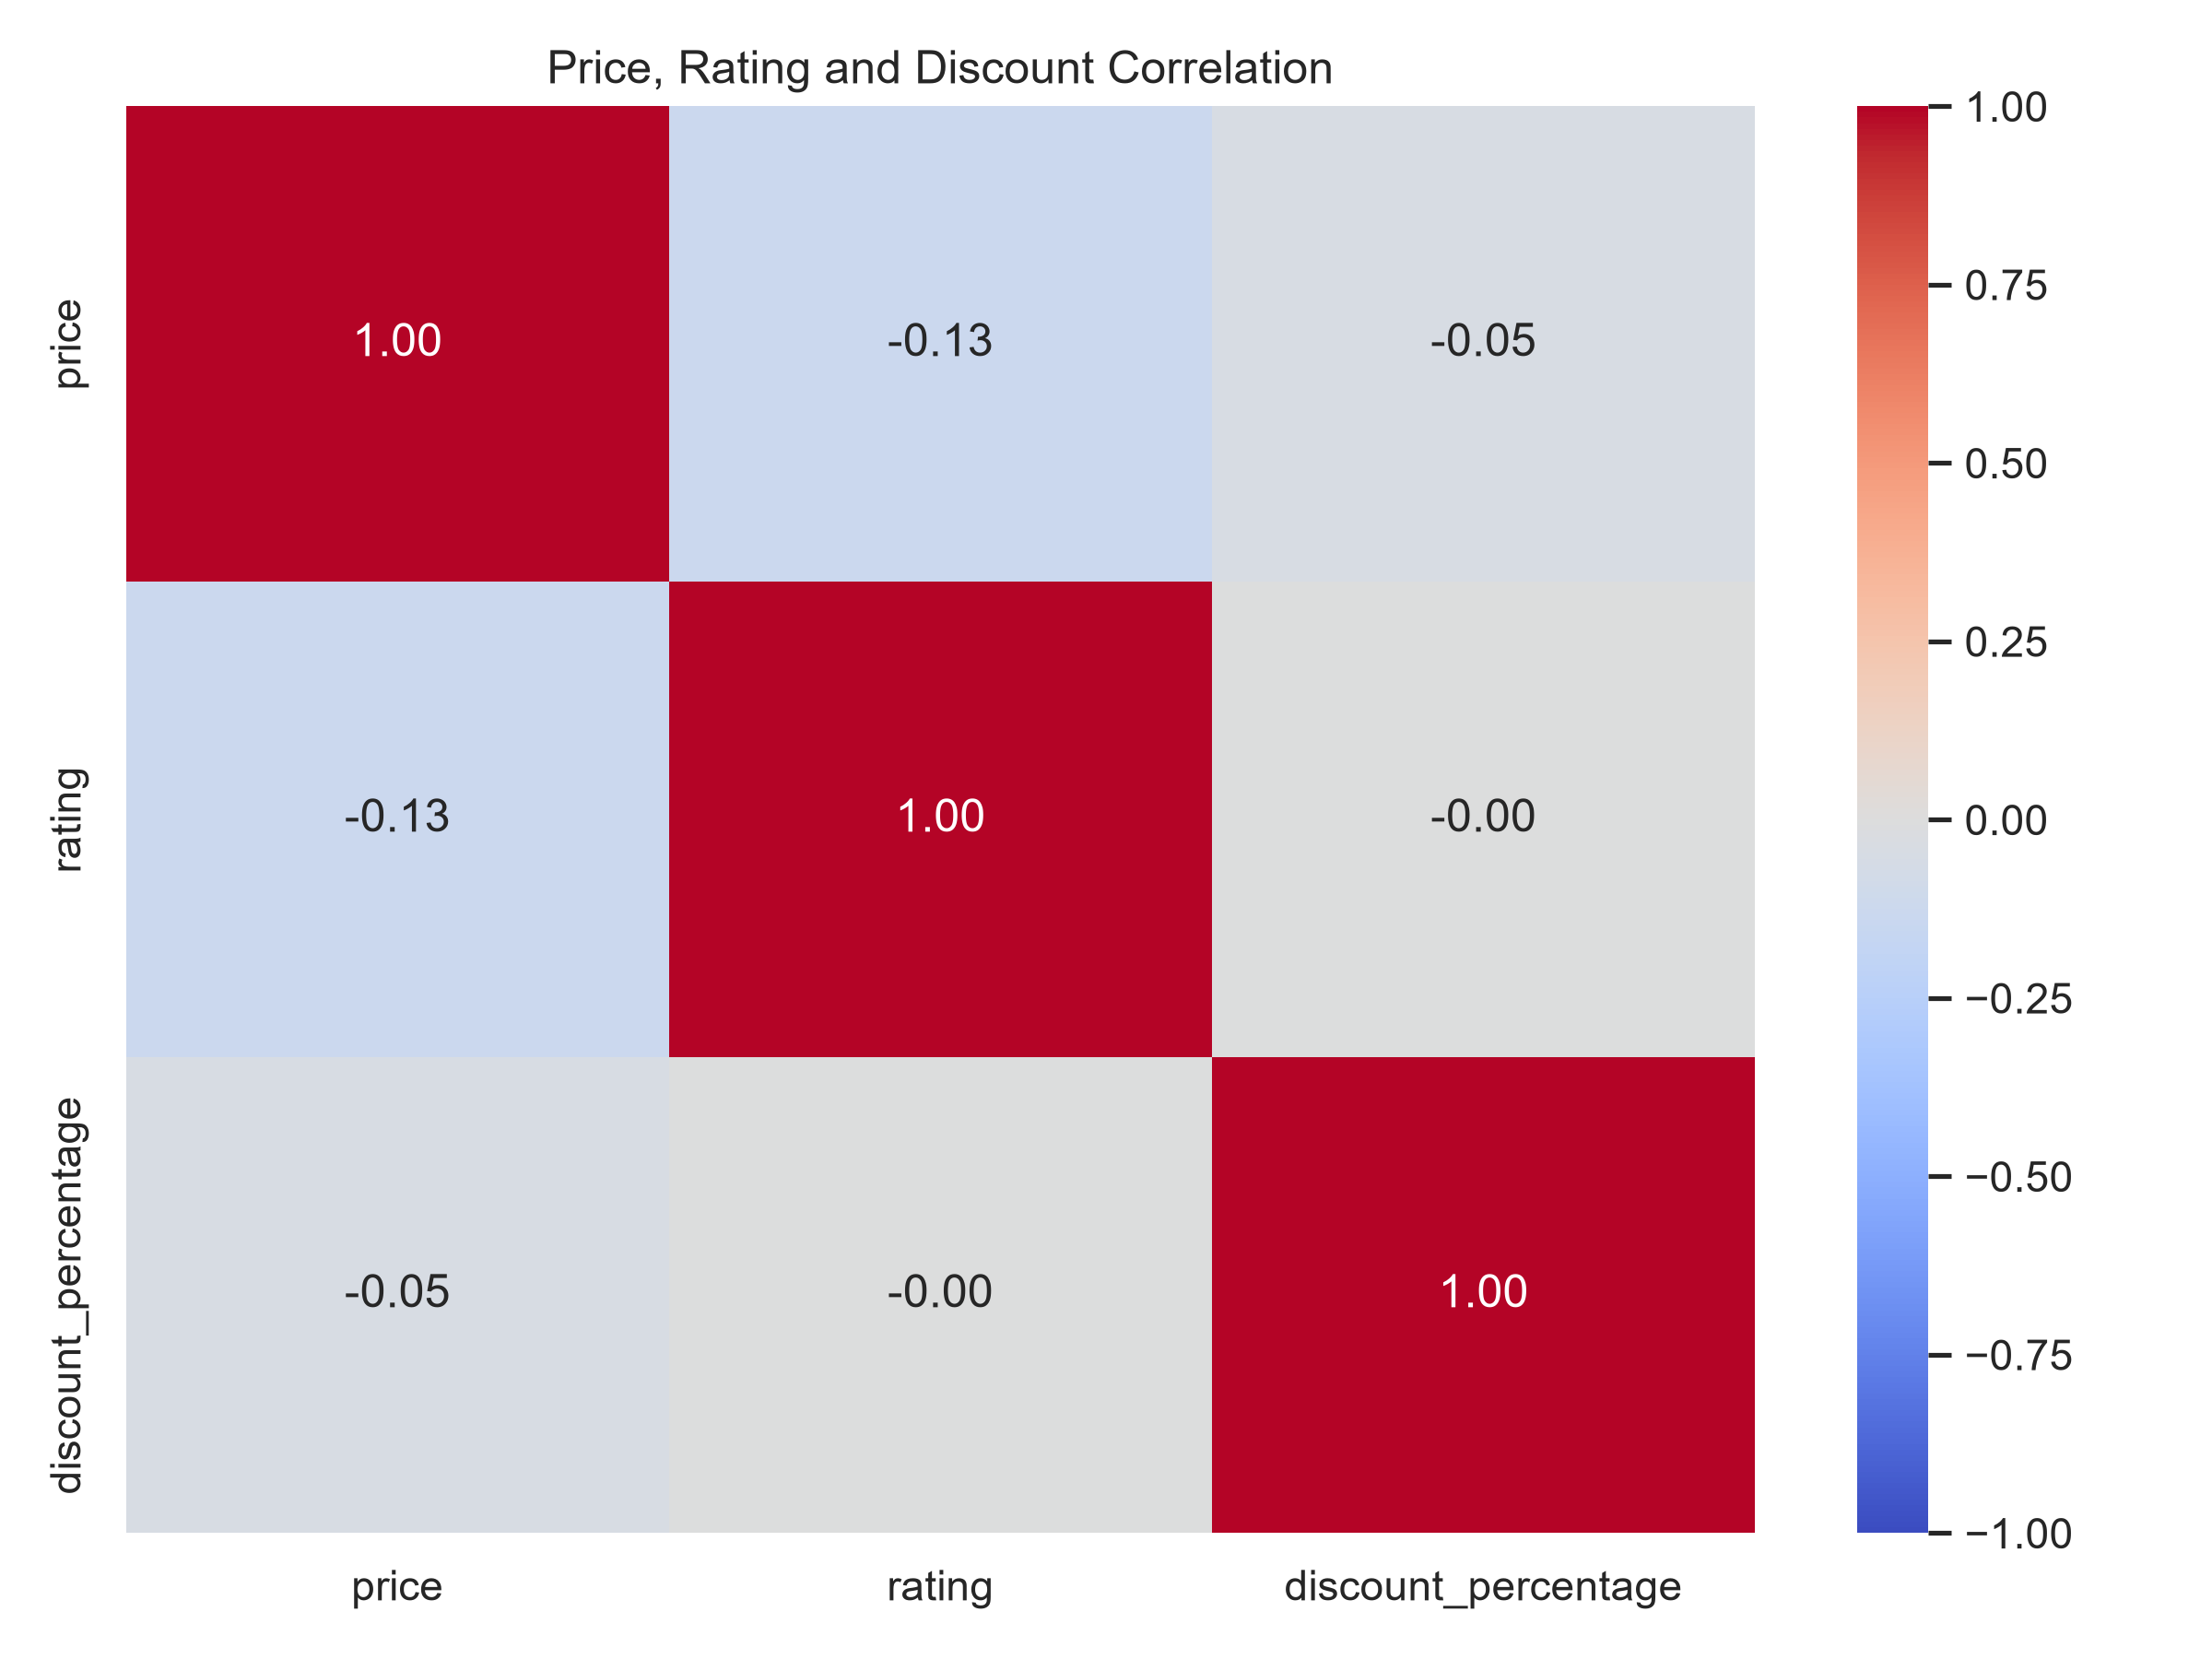 Price, Rating and Discount Correlation
price
1.00
-0.13
-0.05
rating
-0.13
1.00
-0.00
discount_percentage
-0.05
-0.00
1.00
price
rating
discount_percentage
1.00
0.75
0.50
0.25
0.00
−0.25
−0.50
−0.75
−1.00